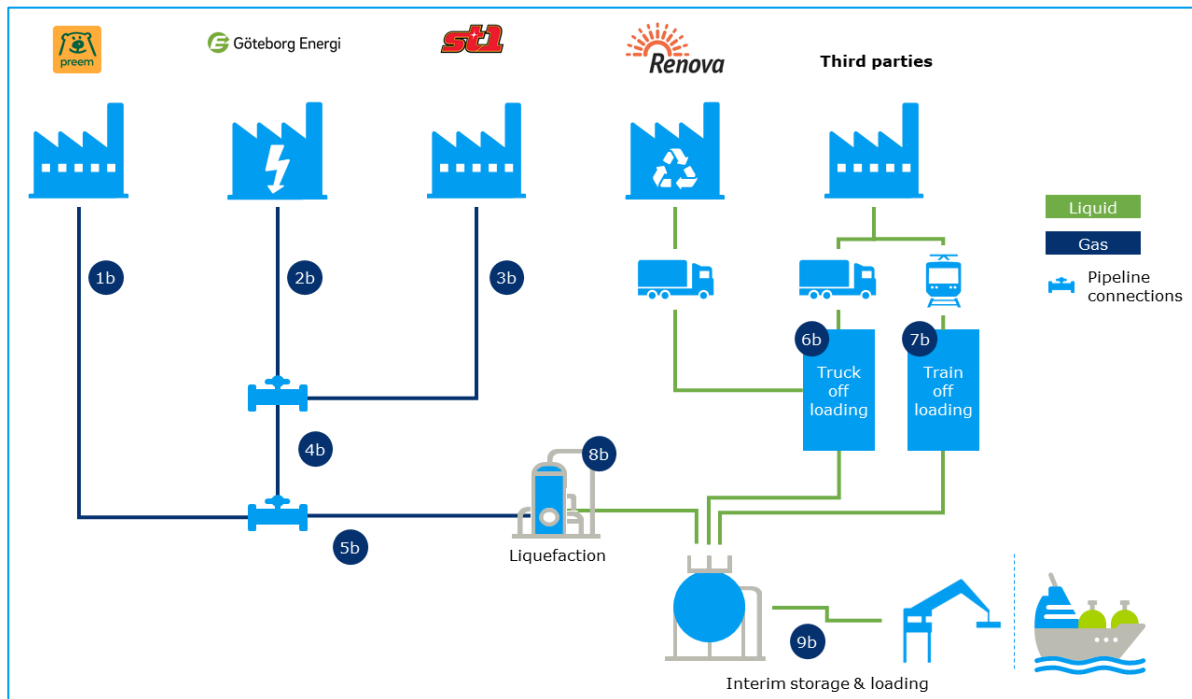 preem
Göteborg Energi
st1
Renova
Third parties
Liquid
Gas
Pipeline
connections
1b
2b
3b
6b
7b
Truck
off
loading
Train
off
loading
4b
8b
5b
Liquefaction
9b
Interim storage & loading